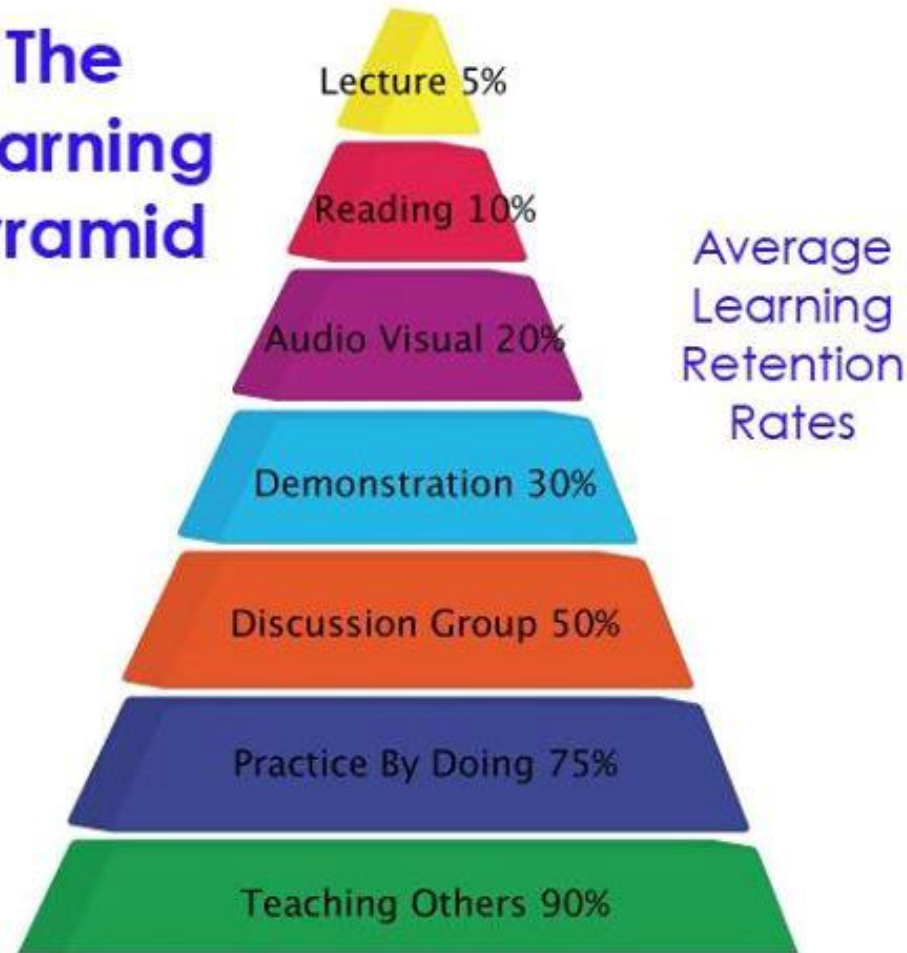 The
arning
ramid
Lecture 5%
Reading 10%
Audio Visual 20%
Demonstration 30%
Discussion Group 50%
Practice By Doing 75%
Teaching Others 90%
Average
Learning
Retention
Rates